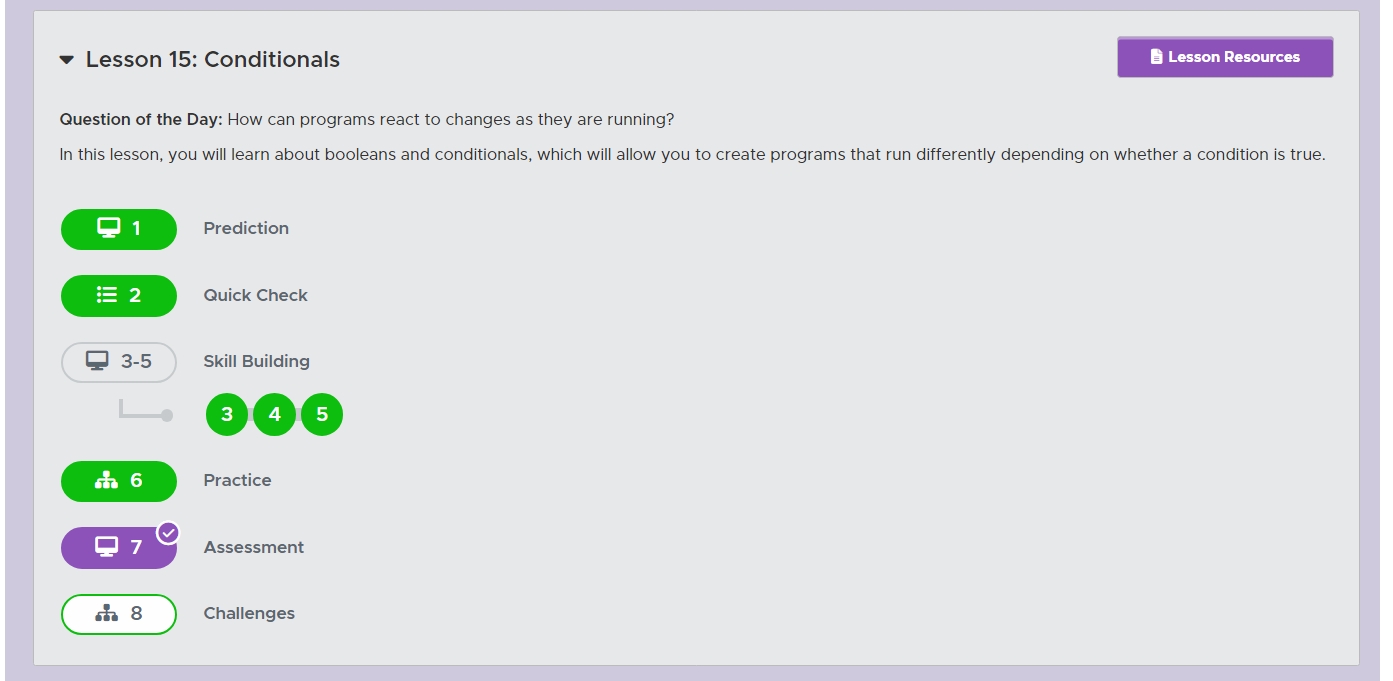 Lesson 15: Conditionals
Lesson Resources
Question of the Day: How can programs react to changes as they are running?
In this lesson, you will learn about booleans and conditionals, which will allow you to create programs that run differently depending on whether a condition is true.
1 Prediction
2 Quick Check
3-5 Skill Building
3 4 5
6 Practice
7 Assessment
8 Challenges